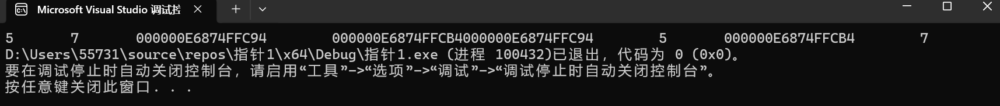 Microsoft Visual Studio 调试控
5 7 000000E6874FFC94 000000E6874FFCB4000000E6874FFC94 5 000000E6874FFCB4 7
D:\Users\55731\source\repos\指针1\x64\Debug\指针1.exe (进程 100432)已退出，代码为 0 (0x0)。
要在调试停止时自动关闭控制台，请启用“工具”->“选项”->“调试”->“调试停止时自动关闭控制台”。
按任意键关闭此窗口. . .